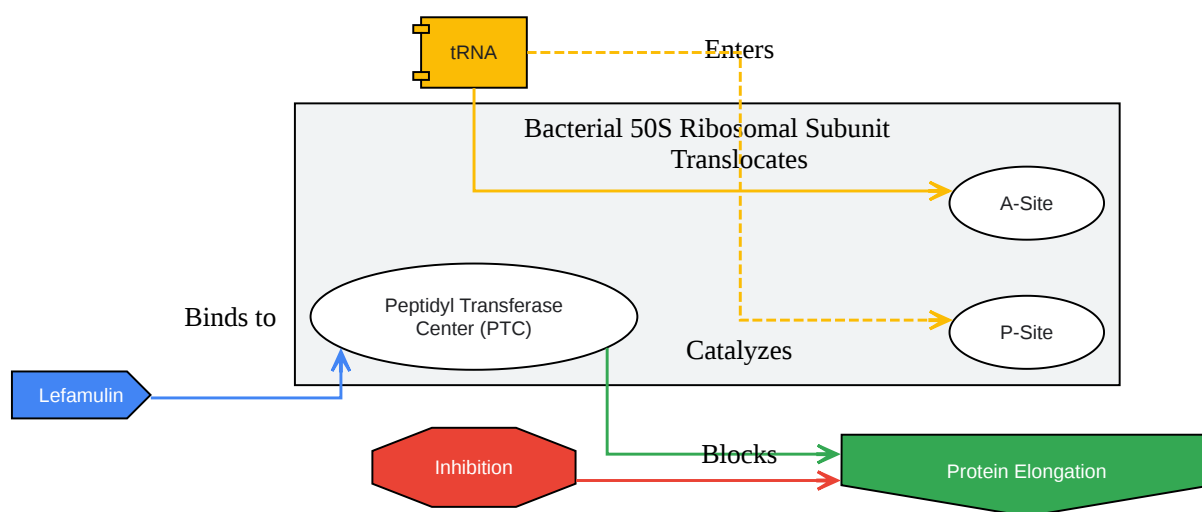 tRNA
Enters
Bacterial 50S Ribosomal Subunit
Translocates
A-Site
Peptidyl Transferase
Center (PTC)
Binds to
P-Site
Catalyzes
Lefamulin
Inhibition
Blocks
Protein Elongation